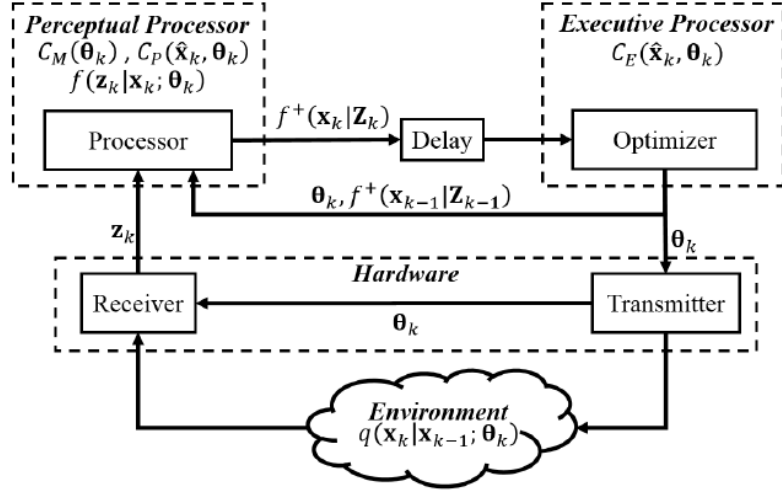 Perceptual Processor
C_M(θ_k) , C_P(x̂_k, θ_k)
f(z_k|x_k; θ_k)
Processor
f⁺(x_k|Z_k)
Delay
Executive Processor
C_E(x̂_k, θ_k)
Optimizer
θ_k, f⁺(x_{k−1}|Z_{k−1})
z_k
θ_k
Hardware
Receiver
θ_k
Transmitter
Environment
q(x_k|x_{k−1}; θ_k)